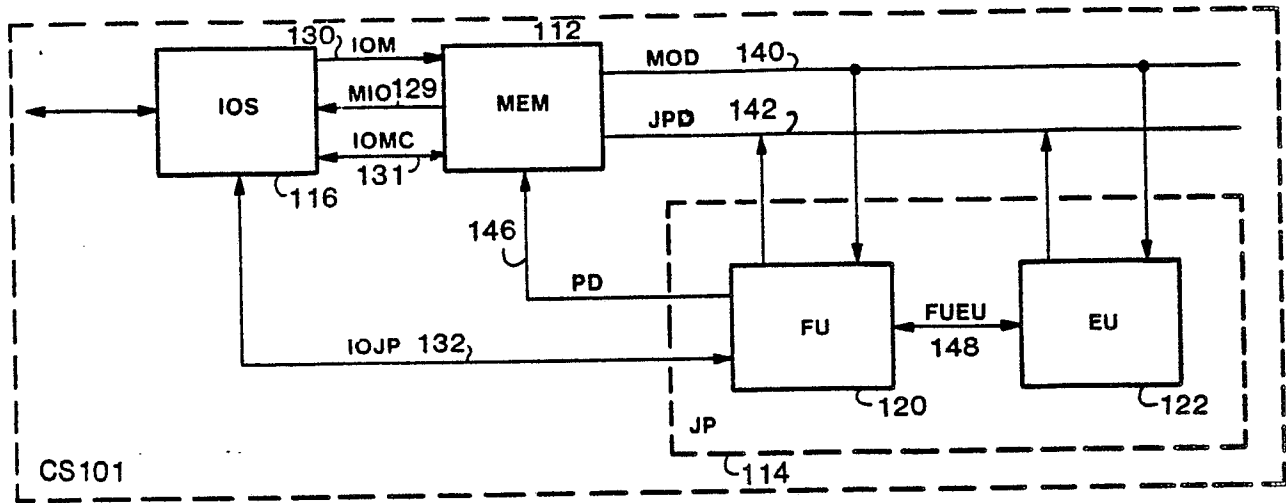 130 IOM
112
MOD 140
IOS
MIO 129
MEM
JPD 142
IOMC
131
116
146
PD
FU
FUEU
148
EU
IOJP 132
120
122
JP
114
CS101